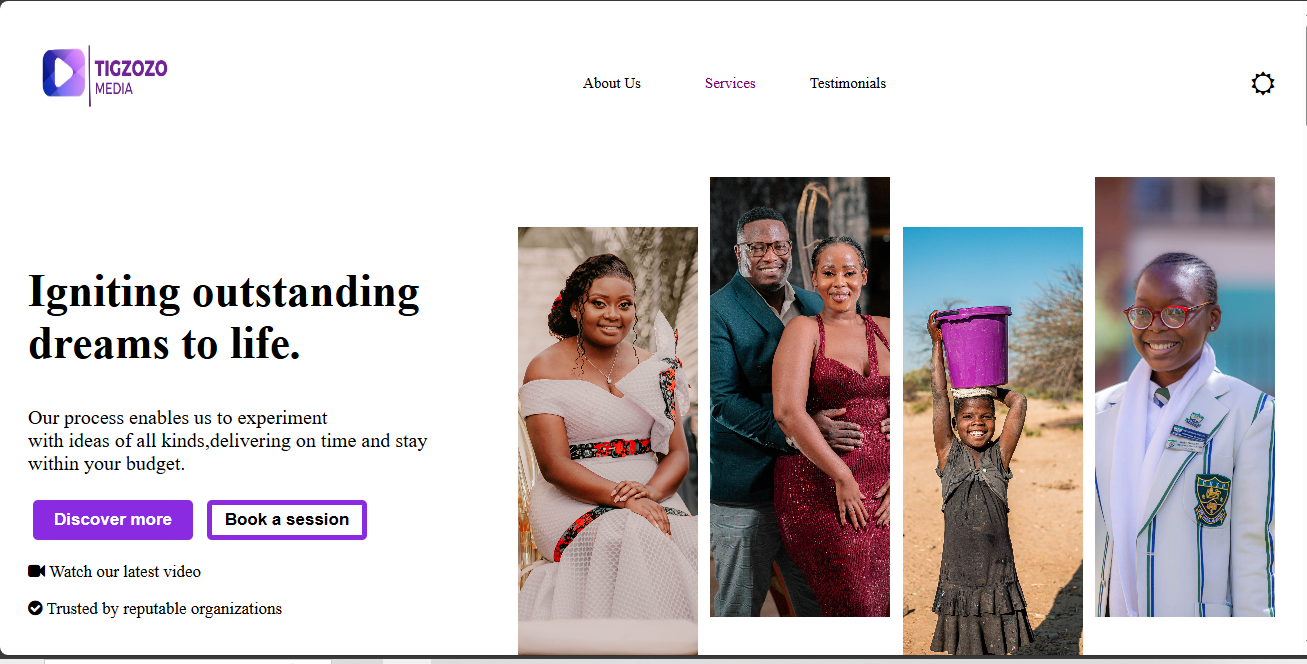 TIGZOZO
MEDIA
About Us
Services
Testimonials
Igniting outstanding
dreams to life.
Our process enables us to experiment
with ideas of all kinds,delivering on time and stay
within your budget.
Discover more
Book a session
Watch our latest video
Trusted by reputable organizations